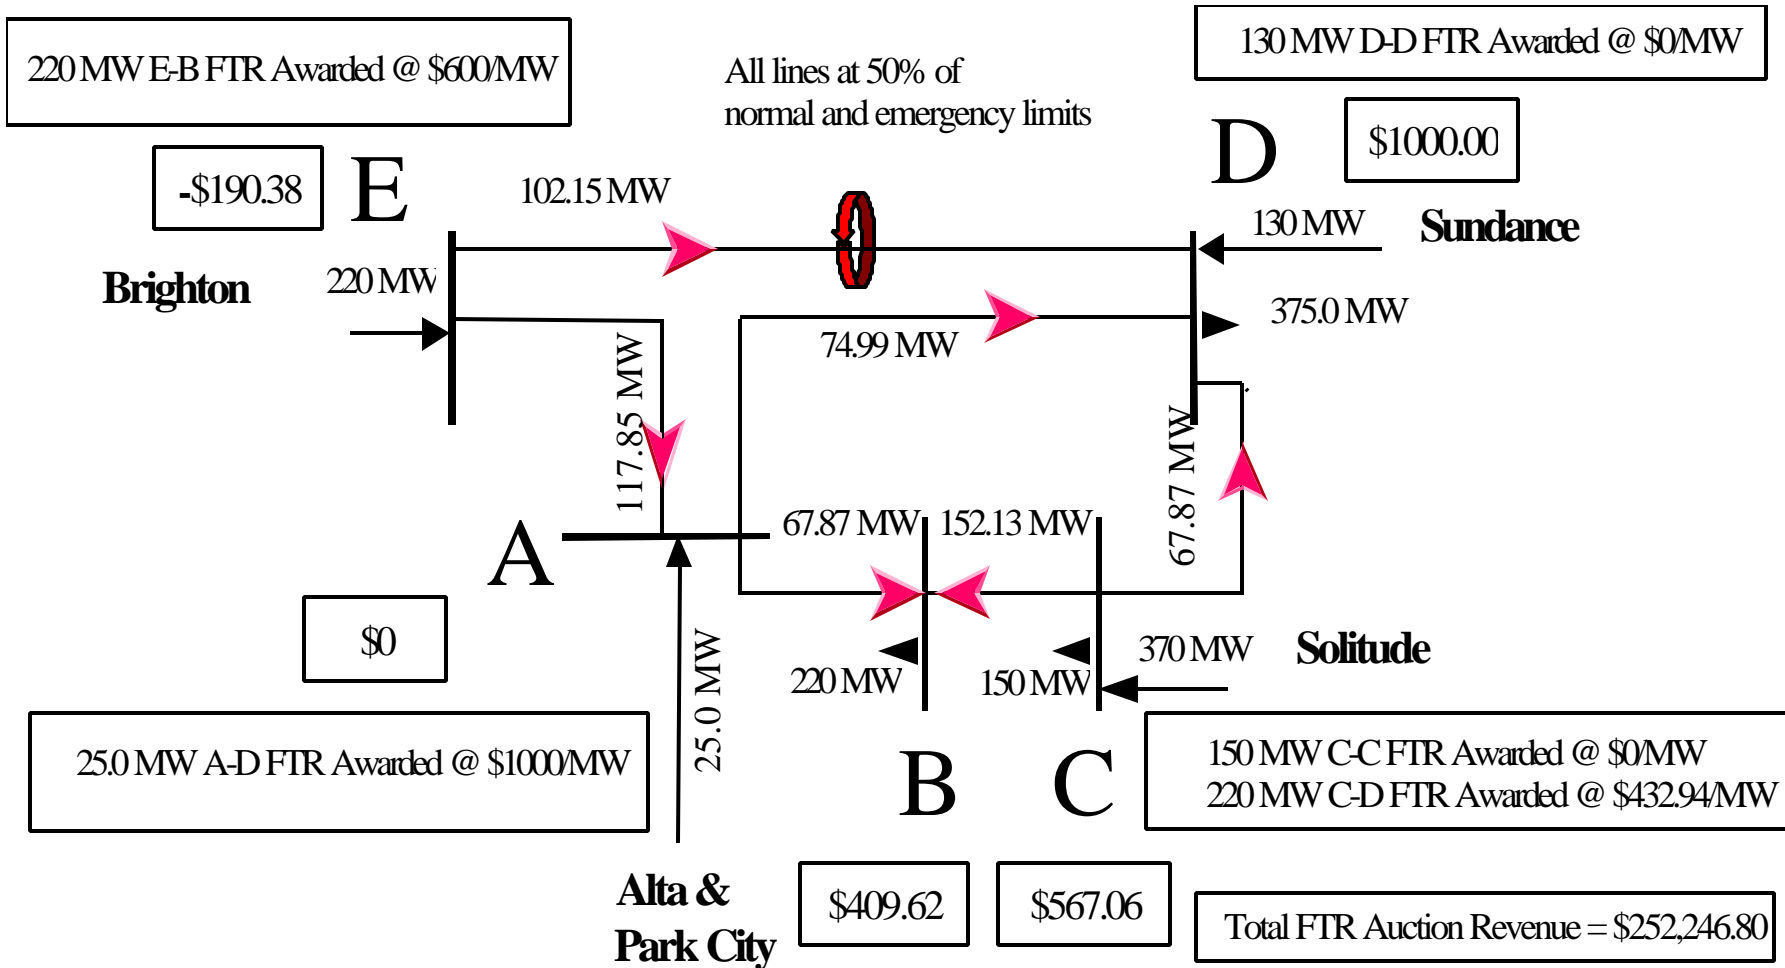 220 MW E-B FTR Awarded @ $600/MW
All lines at 50% of
normal and emergency limits
130 MW D-D FTR Awarded @ $0/MW
-$190.38
E
102.15 MW
D
$1000.00
Brighton
220 MW
130 MW
Sundance
375.0 MW
74.99 MW
117.85 MW
67.87 MW
A
67.87 MW
152.13 MW
$0
25.0 MW
220 MW
150 MW
370 MW
Solitude
25.0 MW A-D FTR Awarded @ $1000/MW
B
C
150 MW C-C FTR Awarded @ $0/MW
220 MW C-D FTR Awarded @ $432.94/MW
Alta &
Park City
$409.62
$567.06
Total FTR Auction Revenue = $252,246.80